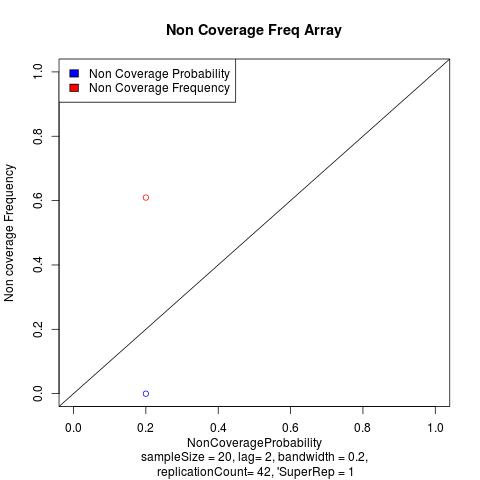 Non Coverage Freq Array
Non Coverage Probability
Non Coverage Frequency
Non coverage Frequency
1.0
0.8
0.6
0.4
0.2
0.0
0.0 0.2 0.4 0.6 0.8 1.0
NonCoverageProbability
sampleSize = 20, lag= 2, bandwidth = 0.2,
replicationCount= 42, 'SuperRep = 1